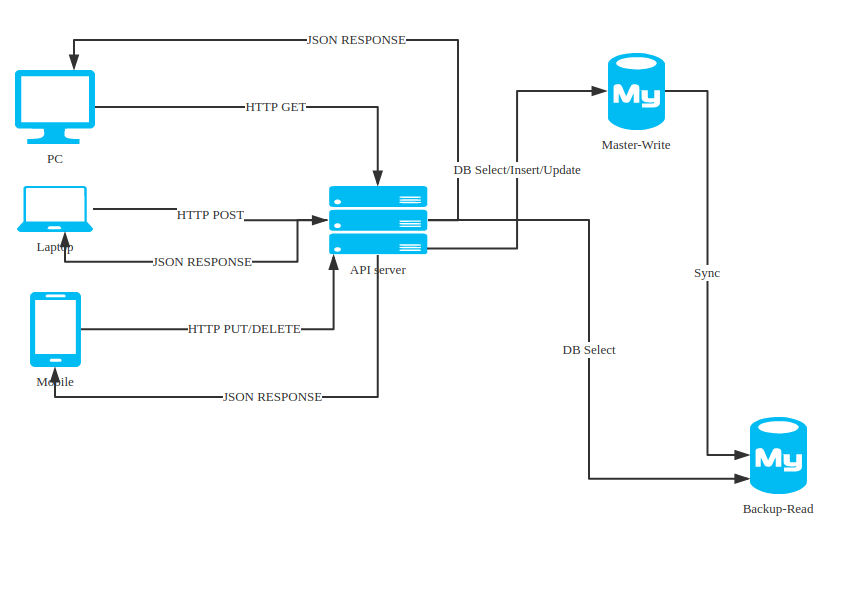 JSON RESPONSE
My
HTTP GET
Master-Write
PC
DB Select/Insert/Update
HTTP POST
Laptop
JSON RESPONSE
API server
Sync
HTTP PUT/DELETE
DB Select
Mobile
JSON RESPONSE
My
Backup-Read